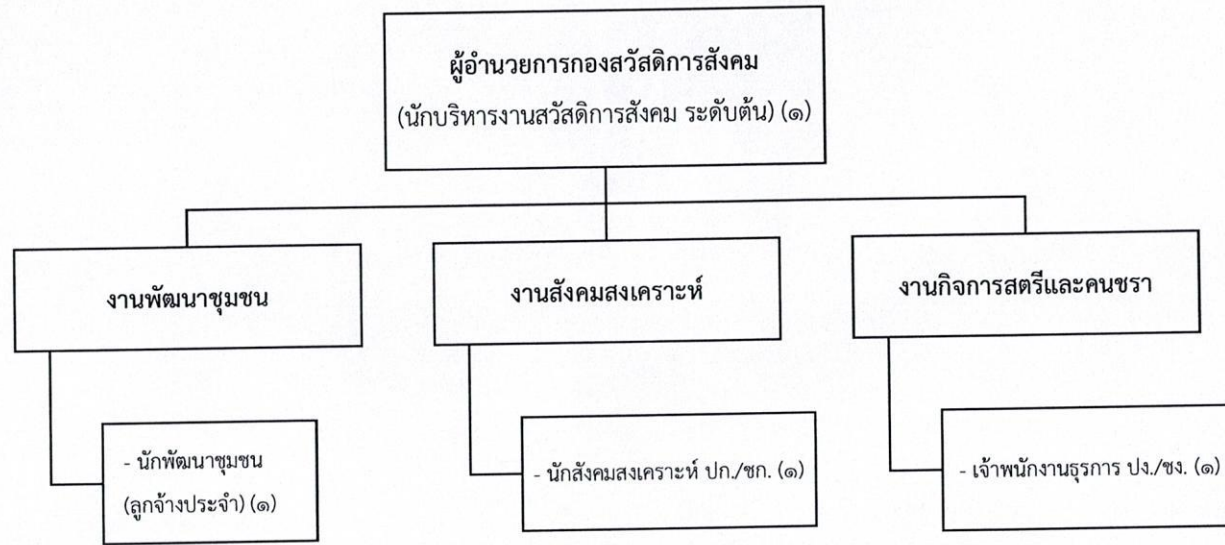 ผู้อำนวยการกองสวัสดิการสังคม
(นักบริหารงานสวัสดิการสังคม ระดับต้น) (๑)
งานพัฒนาชุมชน
งานสังคมสงเคราะห์
งานกิจการสตรีและคนชรา
- นักพัฒนาชุมชน
(ลูกจ้างประจำ) (๑)
- นักสังคมสงเคราะห์ ปก./ชก. (๑)
- เจ้าพนักงานธุรการ ปง./ชง. (๑)